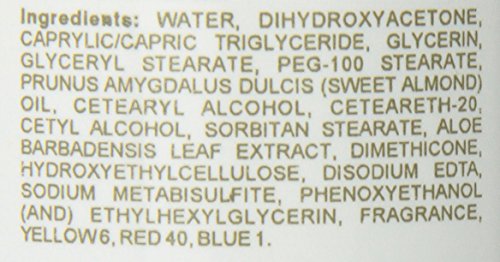 Ingredients: WATER, DIHYDROXYACETONE,
CAPRYLIC/CAPRIC TRIGLYCERIDE, GLYCERIN,
GLYCERYL STEARATE, PEG-100 STEARATE,
PRUNUS AMYGDALUS DULCIS (SWEET ALMOND)
OIL, CETEARYL ALCOHOL, CETEARETH-20,
CETYL ALCOHOL, SORBITAN STEARATE, ALOE
BARBADENSIS LEAF EXTRACT, DIMETHICONE,
HYDROXYETHYLCELLULOSE, DISODIUM EDTA,
SODIUM METABISULFITE, PHENOXYETHANOL
(AND) ETHYLHEXYLGLYCERIN, FRAGRANCE,
YELLOW6, RED 40, BLUE 1.